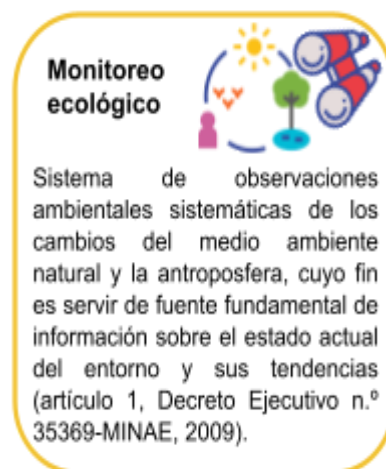 Monitoreo
ecológico
Sistema de observaciones
ambientales sistemáticas de los
cambios del medio ambiente
natural y la antroposfera, cuyo fin
es servir de fuente fundamental de
información sobre el estado actual
del entorno y sus tendencias
(artículo 1, Decreto Ejecutivo n.º
35369-MINAE, 2009).